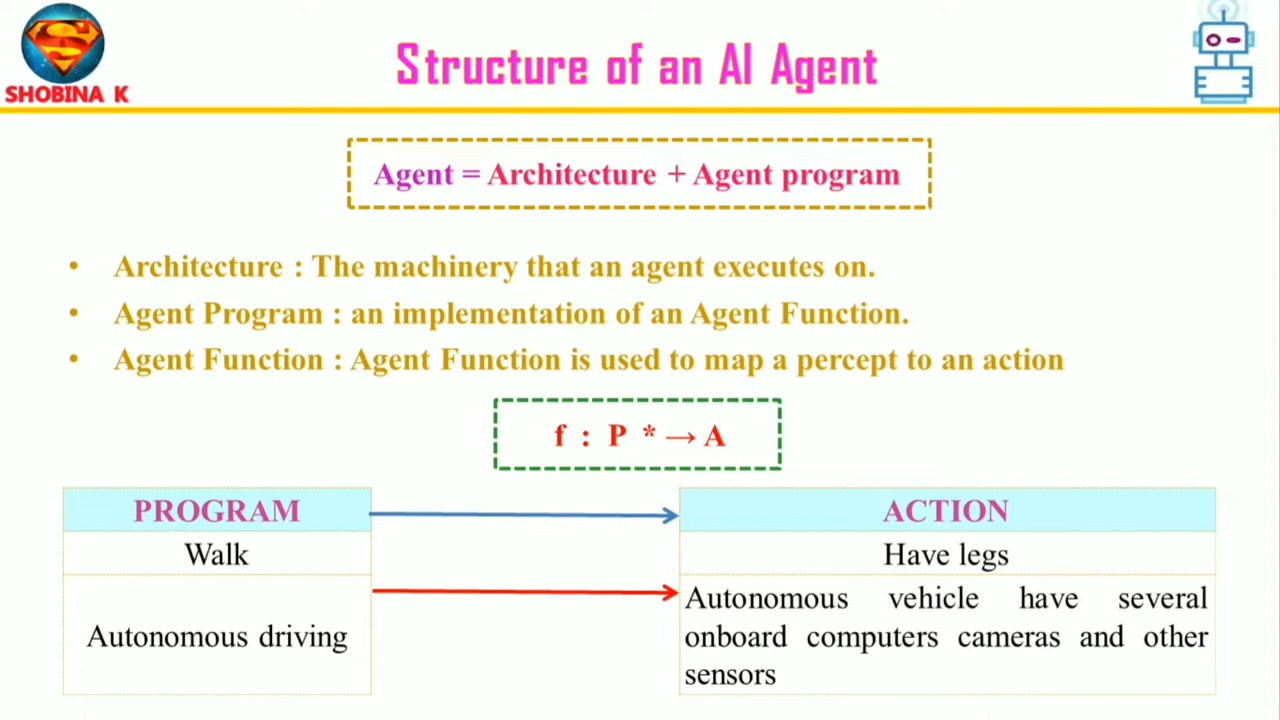 SHOBINA K
Structure of an AI Agent
Agent = Architecture + Agent program
• Architecture : The machinery that an agent executes on.
• Agent Program : an implementation of an Agent Function.
• Agent Function : Agent Function is used to map a percept to an action
f : P * → A
PROGRAM
ACTION
Walk
Have legs
Autonomous driving
Autonomous vehicle have several
onboard computers cameras and other
sensors